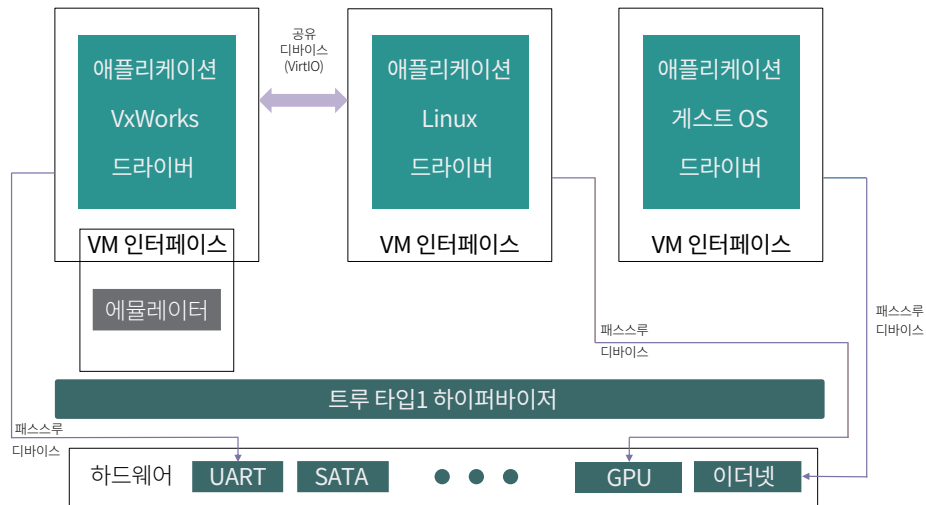 애플리케이션
VxWorks
드라이버
VM 인터페이스
에뮬레이터
공유
디바이스
(VirtIO)
애플리케이션
Linux
드라이버
VM 인터페이스
애플리케이션
게스트 OS
드라이버
VM 인터페이스
패스스루
디바이스
패스스루
디바이스
트루 타입1 하이퍼바이저
패스스루
디바이스
하드웨어
UART
SATA
GPU
이더넷